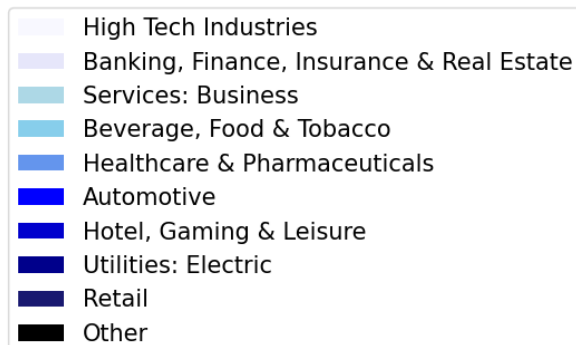 High Tech Industries
Banking, Finance, Insurance & Real Estate
Services: Business
Beverage, Food & Tobacco
Healthcare & Pharmaceuticals
Automotive
Hotel, Gaming & Leisure
Utilities: Electric
Retail
Other